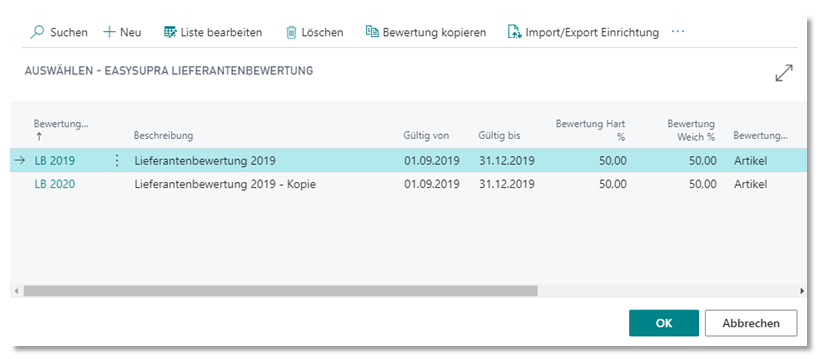 Suchen Neu Liste bearbeiten Löschen Bewertung kopieren Import/Export Einrichtung ...
AUSWÄHLEN - EASYSUPRA LIEFERANTENBEWERTUNG
Bewertung... ↑ Beschreibung Gültig von Gültig bis Bewertung Hart % Bewertung Weich % Bewertung...
LB 2019 Lieferantenbewertung 2019 01.09.2019 31.12.2019 50,00 50,00 Artikel
LB 2020 Lieferantenbewertung 2019 - Kopie 01.09.2019 31.12.2019 50,00 50,00 Artikel
OK Abbrechen